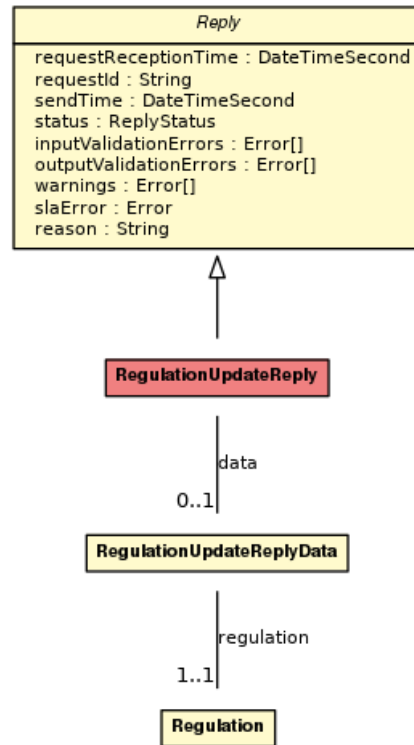 Reply
requestReceptionTime : DateTimeSecond
requestId : String
sendTime : DateTimeSecond
status : ReplyStatus
inputValidationErrors : Error[]
outputValidationErrors : Error[]
warnings : Error[]
slaError : Error
reason : String
RegulationUpdateReply
data
0..1
RegulationUpdateReplyData
regulation
1..1
Regulation